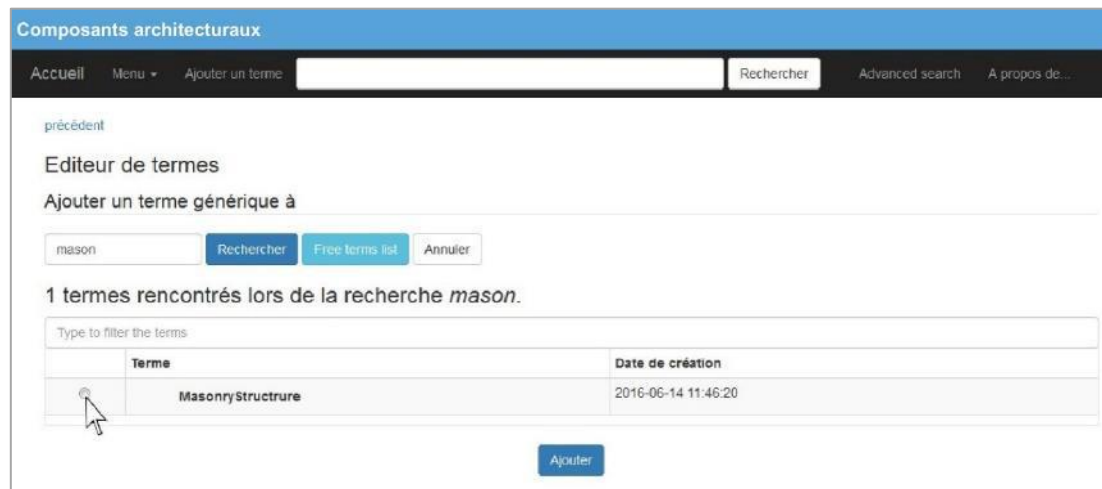 Composants architecturaux
Accueil Menu Ajouter un terme Rechercher Advanced search A propos de...
précédent
Editeur de termes
Ajouter un terme générique à
mason Rechercher Free terms list Annuler
1 termes rencontrés lors de la recherche mason.
Type to filter the terms
Terme Date de création
MasonryStructrure 2016-06-14 11:46:20
Ajouter